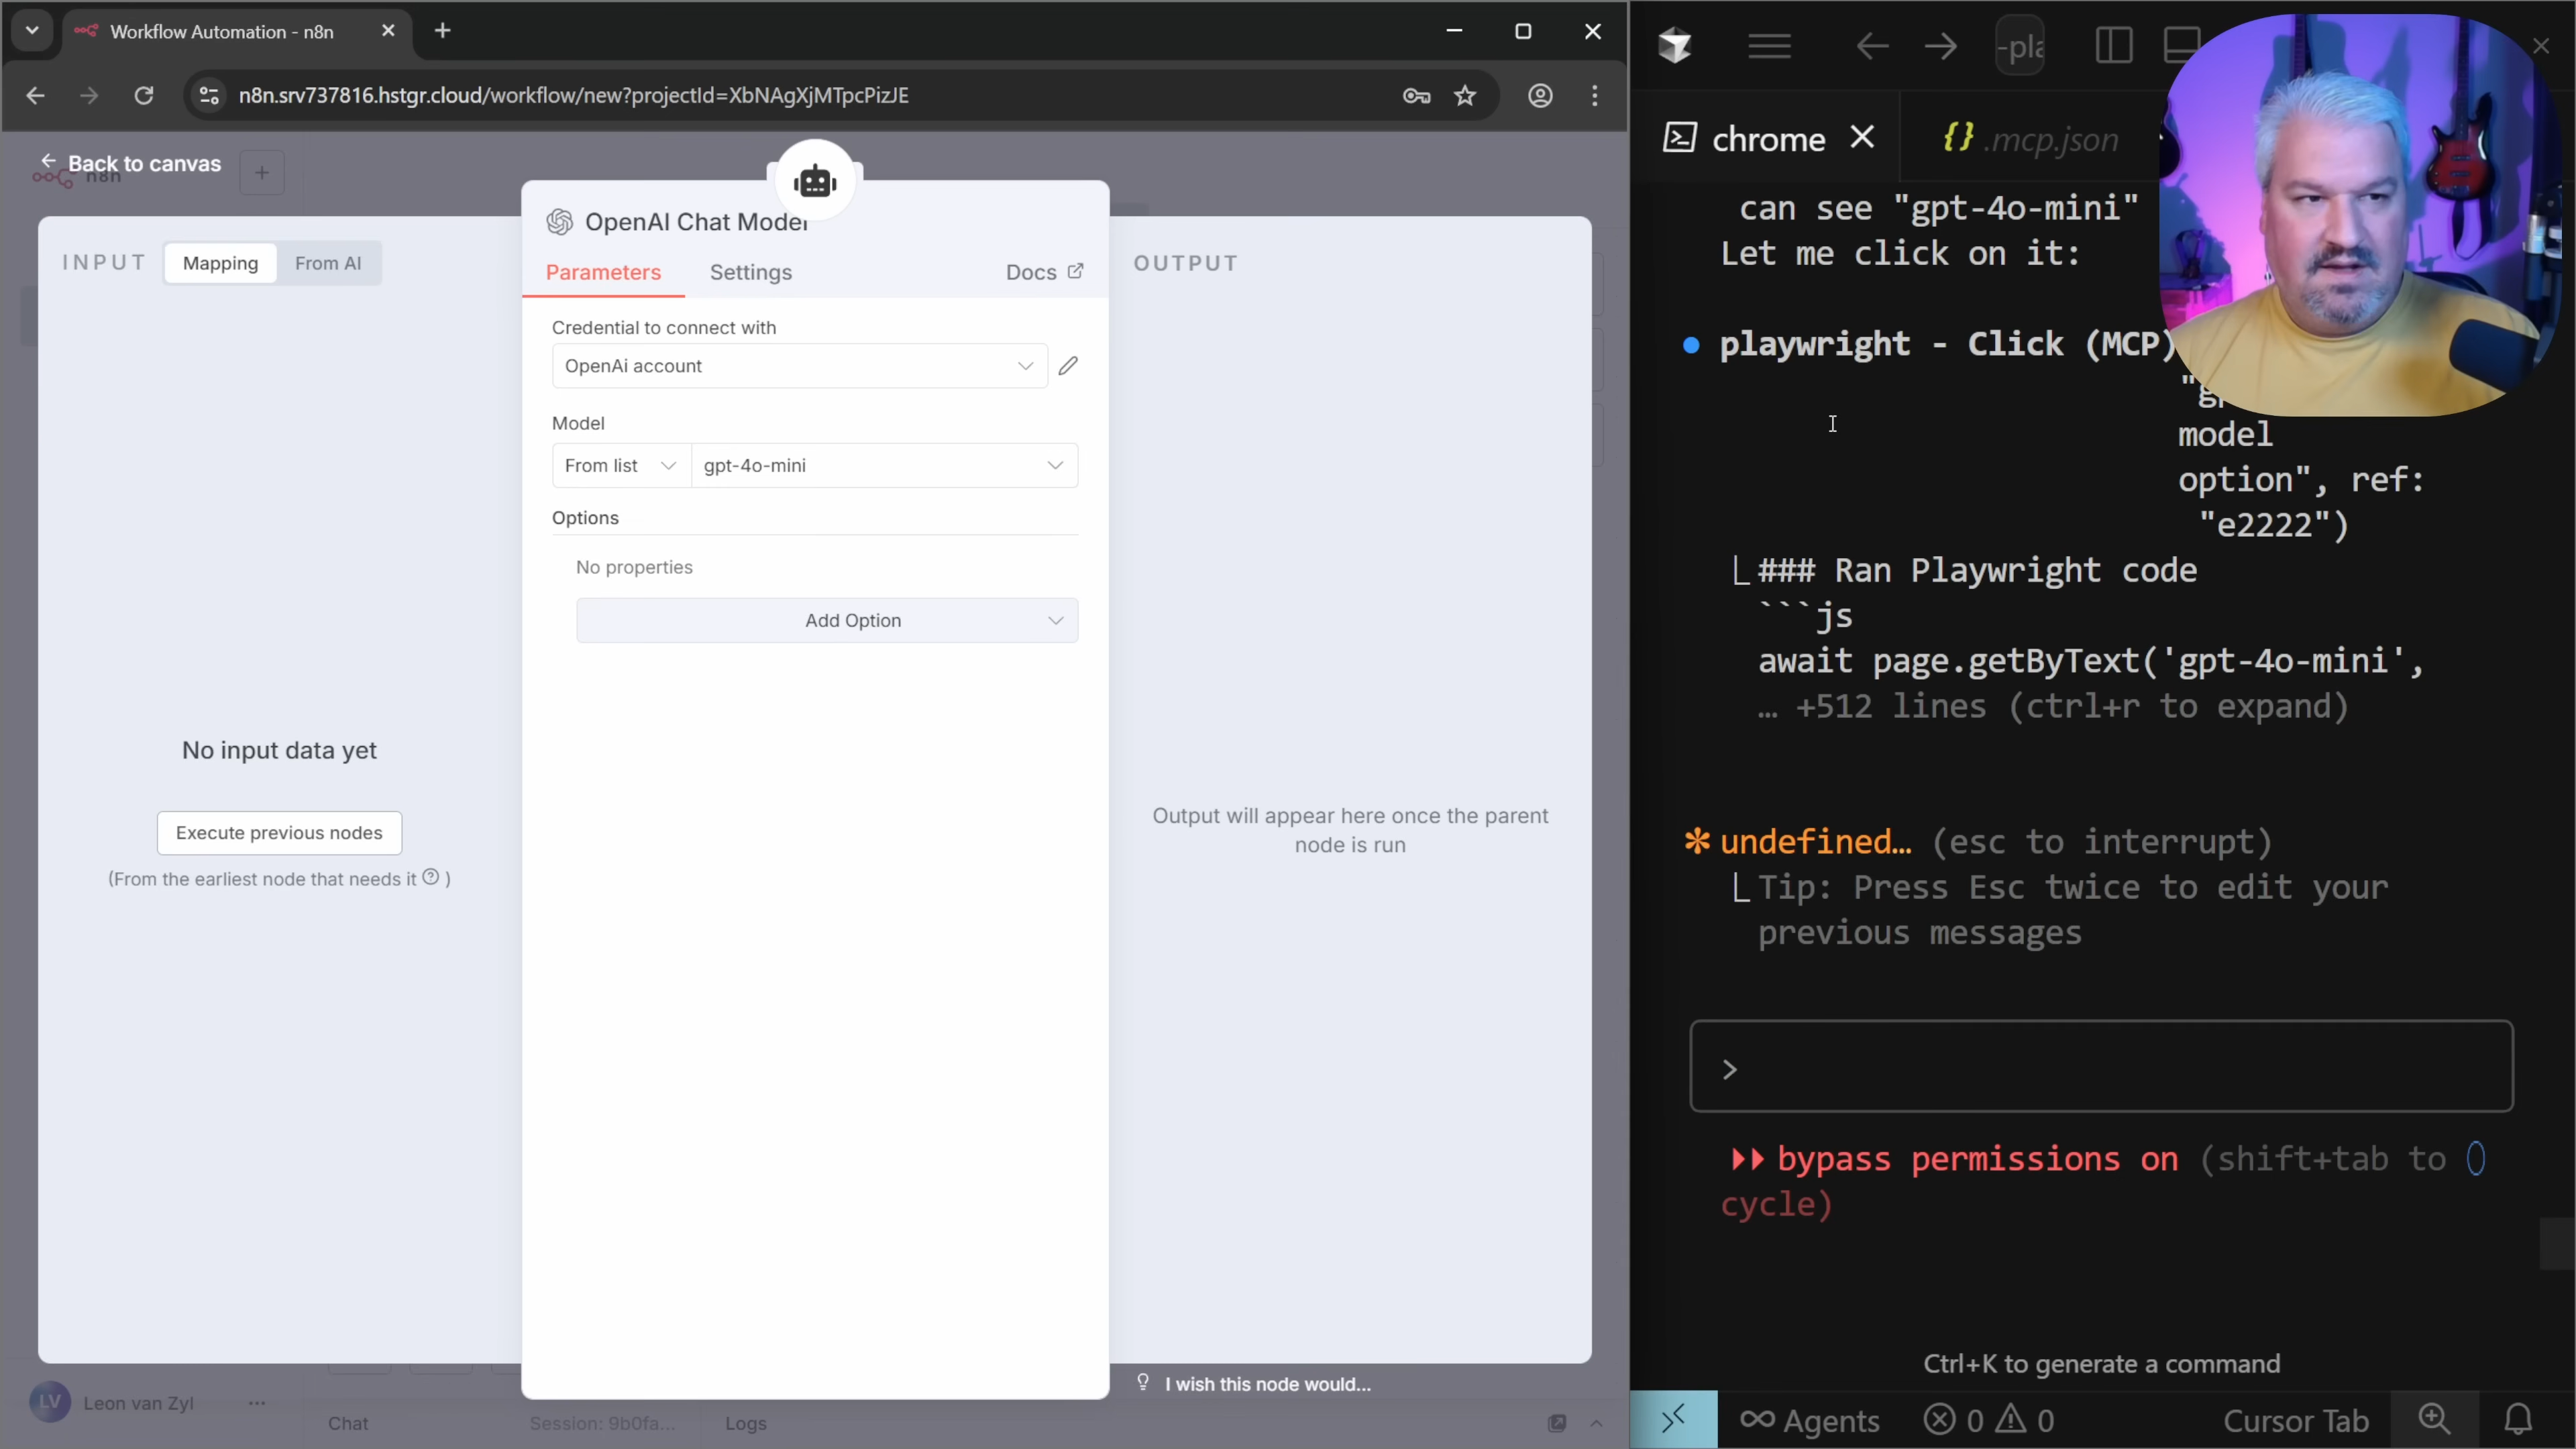 Workflow Automation - n8n
n8n.srv737816.hstgr.cloud/workflow/new?projectId=XbNAgXjMTpcPizJE
Back to canvas
n8n
INPUT
Mapping
From AI
No input data yet
Execute previous nodes
(From the earliest node that needs it ? )
OpenAI Chat Model
Parameters
Settings
Docs
Credential to connect with
OpenAi account
Model
From list
gpt-4o-mini
Options
No properties
Add Option
OUTPUT
Output will appear here once the parent
node is run
I wish this node would...
LV
Leon van Zyl
Chat
Session: 9b0fa...
Logs
chrome
{} .mcp.json
can see "gpt-4o-mini"
Let me click on it:
playwright - Click (MCP)
model
option", ref:
"e2222")
### Ran Playwright code
```js
await page.getByText('gpt-4o-mini',
… +512 lines (ctrl+r to expand)
undefined… (esc to interrupt)
Tip: Press Esc twice to edit your
previous messages
>
bypass permissions on (shift+tab to
cycle)
Ctrl+K to generate a command
Agents
0
0
Cursor Tab